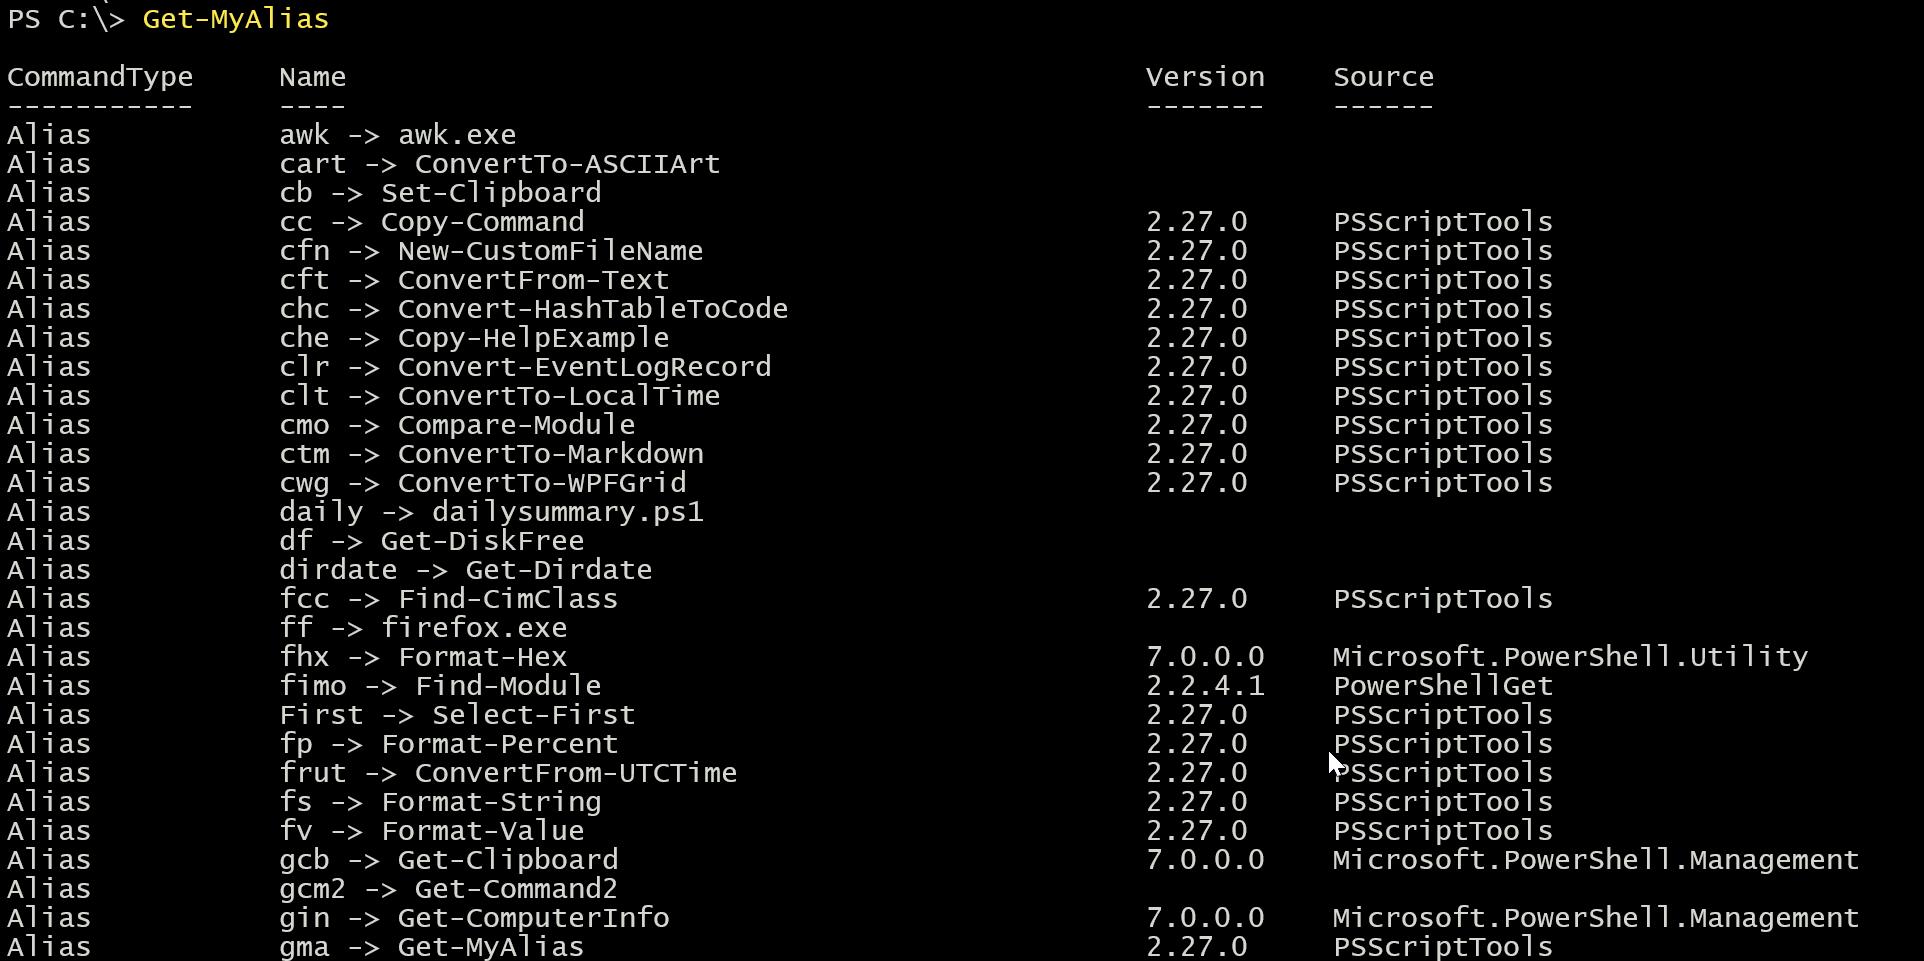 PS C:\> Get-MyAlias
CommandType     Name                                               Version    Source
-----------     ----                                               -------    ------
Alias           awk -> awk.exe
Alias           cart -> ConvertTo-ASCIIArt
Alias           cb -> Set-Clipboard
Alias           cc -> Copy-Command                                 2.27.0     PSScriptTools
Alias           cfn -> New-CustomFileName                          2.27.0     PSScriptTools
Alias           cft -> ConvertFrom-Text                            2.27.0     PSScriptTools
Alias           chc -> Convert-HashTableToCode                     2.27.0     PSScriptTools
Alias           che -> Copy-HelpExample                            2.27.0     PSScriptTools
Alias           clr -> Convert-EventLogRecord                      2.27.0     PSScriptTools
Alias           clt -> ConvertTo-LocalTime                         2.27.0     PSScriptTools
Alias           cmo -> Compare-Module                              2.27.0     PSScriptTools
Alias           ctm -> ConvertTo-Markdown                          2.27.0     PSScriptTools
Alias           cwg -> ConvertTo-WPFGrid                           2.27.0     PSScriptTools
Alias           daily -> dailysummary.ps1
Alias           df -> Get-DiskFree
Alias           dirdate -> Get-Dirdate
Alias           fcc -> Find-CimClass                               2.27.0     PSScriptTools
Alias           ff -> firefox.exe
Alias           fhx -> Format-Hex                                  7.0.0.0    Microsoft.PowerShell.Utility
Alias           fimo -> Find-Module                                2.2.4.1    PowerShellGet
Alias           First -> Select-First                              2.27.0     PSScriptTools
Alias           fp -> Format-Percent                               2.27.0     PSScriptTools
Alias           frut -> ConvertFrom-UTCTime                        2.27.0     PSScriptTools
Alias           fs -> Format-String                                2.27.0     PSScriptTools
Alias           fv -> Format-Value                                 2.27.0     PSScriptTools
Alias           gcb -> Get-Clipboard                               7.0.0.0    Microsoft.PowerShell.Management
Alias           gcm2 -> Get-Command2
Alias           gin -> Get-ComputerInfo                            7.0.0.0    Microsoft.PowerShell.Management
Alias           gma -> Get-MyAlias                                 2.27.0     PSScriptTools